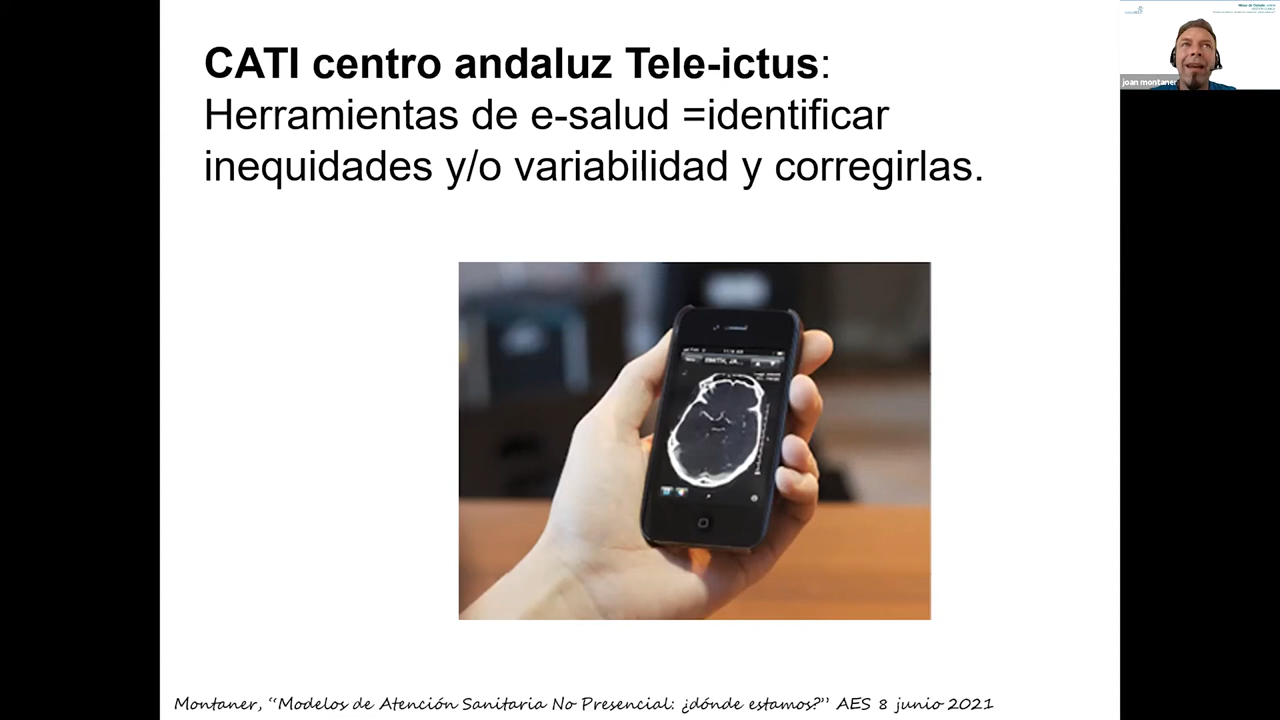 CATI centro andaluz Tele-ictus:
Herramientas de e-salud =identificar
inequidades y/o variabilidad y corregirlas.
joan montaner
Montaner, “Modelos de Atención Sanitaria No Presencial: ¿dónde estamos?” AES 8 junio 2021